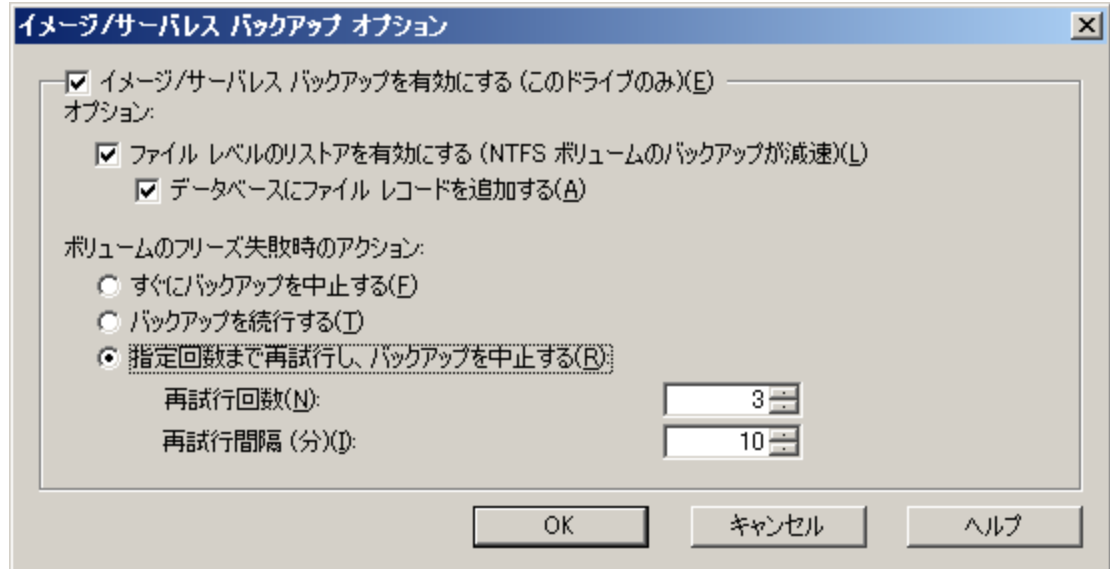 イメージ/サーバレス バックアップ オプション
イメージ/サーバレス バックアップを有効にする (このドライブのみ)(E)
オプション:
ファイル レベルのリストアを有効にする (NTFS ボリュームのバックアップが減速)(L)
データベースにファイル レコードを追加する(A)
ボリュームのフリーズ失敗時のアクション:
すぐにバックアップを中止する(F)
バックアップを続行する(T)
指定回数まで再試行し、バックアップを中止する(R):
再試行回数(N): 3
再試行間隔 (分)(I): 10
OK キャンセル ヘルプ